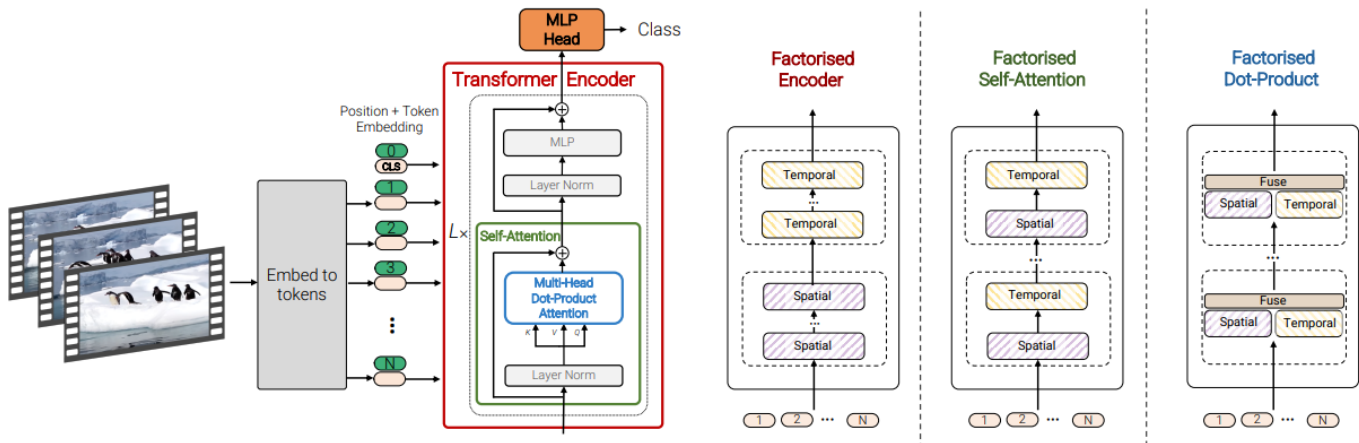 MLP
Head
Class
Transformer Encoder
Position + Token
Embedding
0
CLS
1
2
3
N
Embed to
tokens
L×
MLP
Layer Norm
Self-Attention
Multi-Head
Dot-Product
Attention
K
V
Q
Layer Norm
Factorised
Encoder
Temporal
Temporal
Spatial
Spatial
1
2
N
Factorised
Self-Attention
Temporal
Spatial
Temporal
Spatial
1
2
N
Factorised
Dot-Product
Fuse
Spatial
Temporal
Fuse
Spatial
Temporal
1
2
N